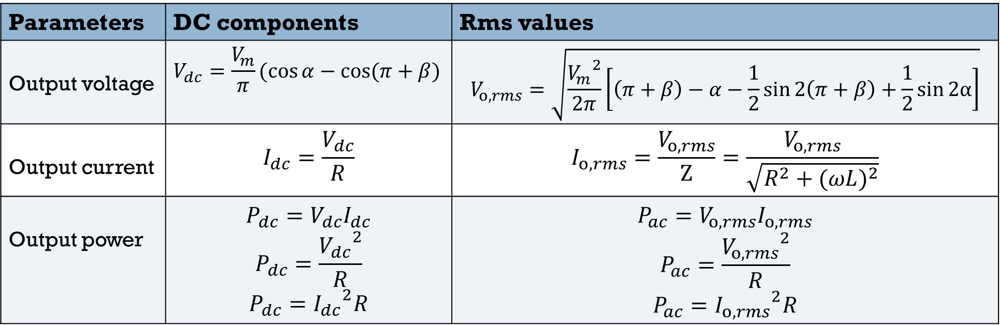 Parameters DC components Rms values
Output voltage V_{dc} = \frac{V_m}{\pi}(\cos \alpha - \cos(\pi + \beta) V_{o,rms} = \sqrt{\frac{{V_m}^2}{2\pi}\left[(\pi + \beta) - \alpha - \frac{1}{2}\sin 2(\pi + \beta) + \frac{1}{2}\sin 2\alpha\right]}
Output current I_{dc} = \frac{V_{dc}}{R} I_{o,rms} = \frac{V_{o,rms}}{Z} = \frac{V_{o,rms}}{\sqrt{R^2 + (\omega L)^2}}
Output power
P_{dc} = V_{dc}I_{dc}
P_{dc} = \frac{{V_{dc}}^2}{R}
P_{dc} = {I_{dc}}^2 R
P_{ac} = V_{o,rms}I_{o,rms}
P_{ac} = \frac{{V_{o,rms}}^2}{R}
P_{ac} = {I_{o,rms}}^2 R